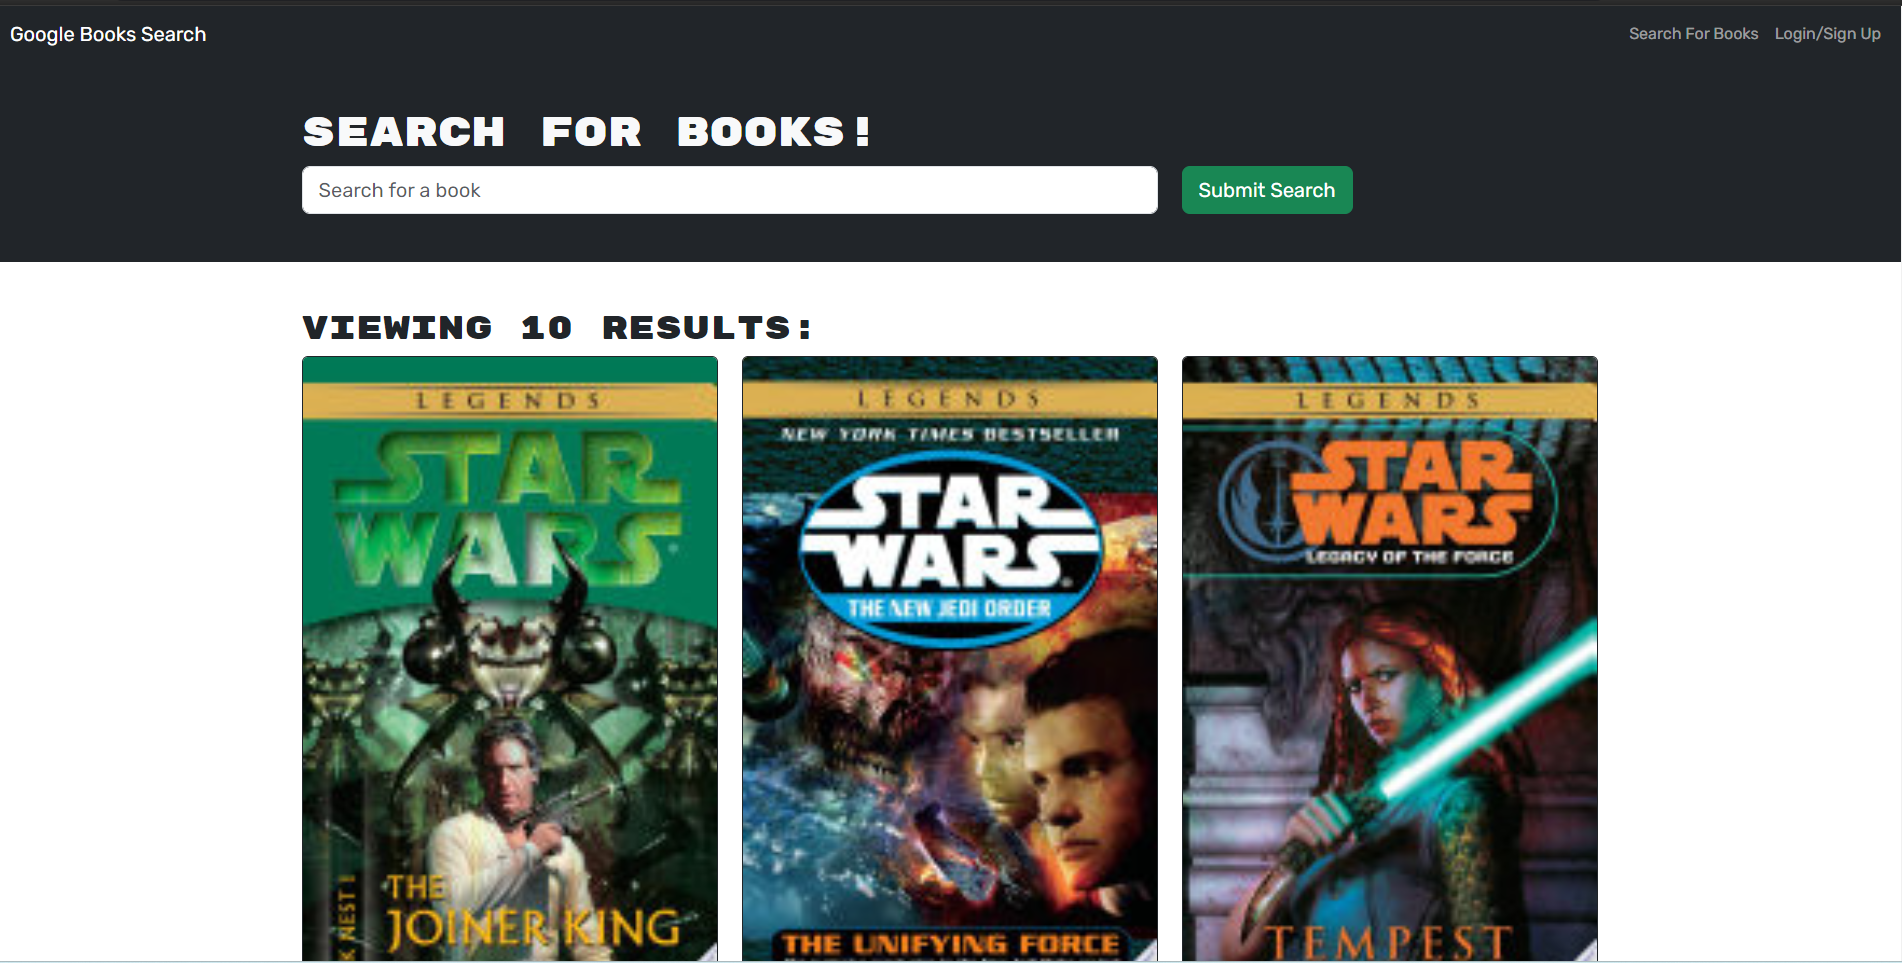 Google Books Search
Search For Books
Login/Sign Up
SEARCH FOR BOOKS!
Search for a book
Submit Search
VIEWING 10 RESULTS:
LEGENDS
STAR
WARS
NEST I
THE
JOINER KING
LEGENDS
NEW YORK TIMES BESTSELLER
STAR
WARS
THE NEW JEDI ORDER
THE UNIFYING FORCE
LEGENDS
STAR
WARS
LEGACY OF THE FORCE
TEMPEST